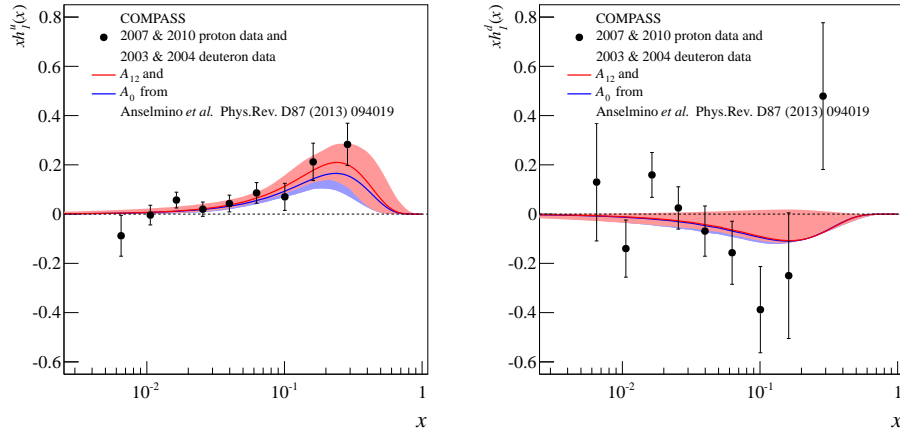 xh₁ᵘ(x)
0.8
0.6
0.4
0.2
0
-0.2
-0.4
-0.6
COMPASS
2007 & 2010 proton data and
2003 & 2004 deuteron data
A₁₂ and
A₀ from
Anselmino et al. Phys.Rev. D87 (2013) 094019
10⁻²
10⁻¹
1
x
xh₁ᵈ(x)
0.8
0.6
0.4
0.2
0
-0.2
-0.4
-0.6
COMPASS
2007 & 2010 proton data and
2003 & 2004 deuteron data
A₁₂ and
A₀ from
Anselmino et al. Phys.Rev. D87 (2013) 094019
10⁻²
10⁻¹
1
x